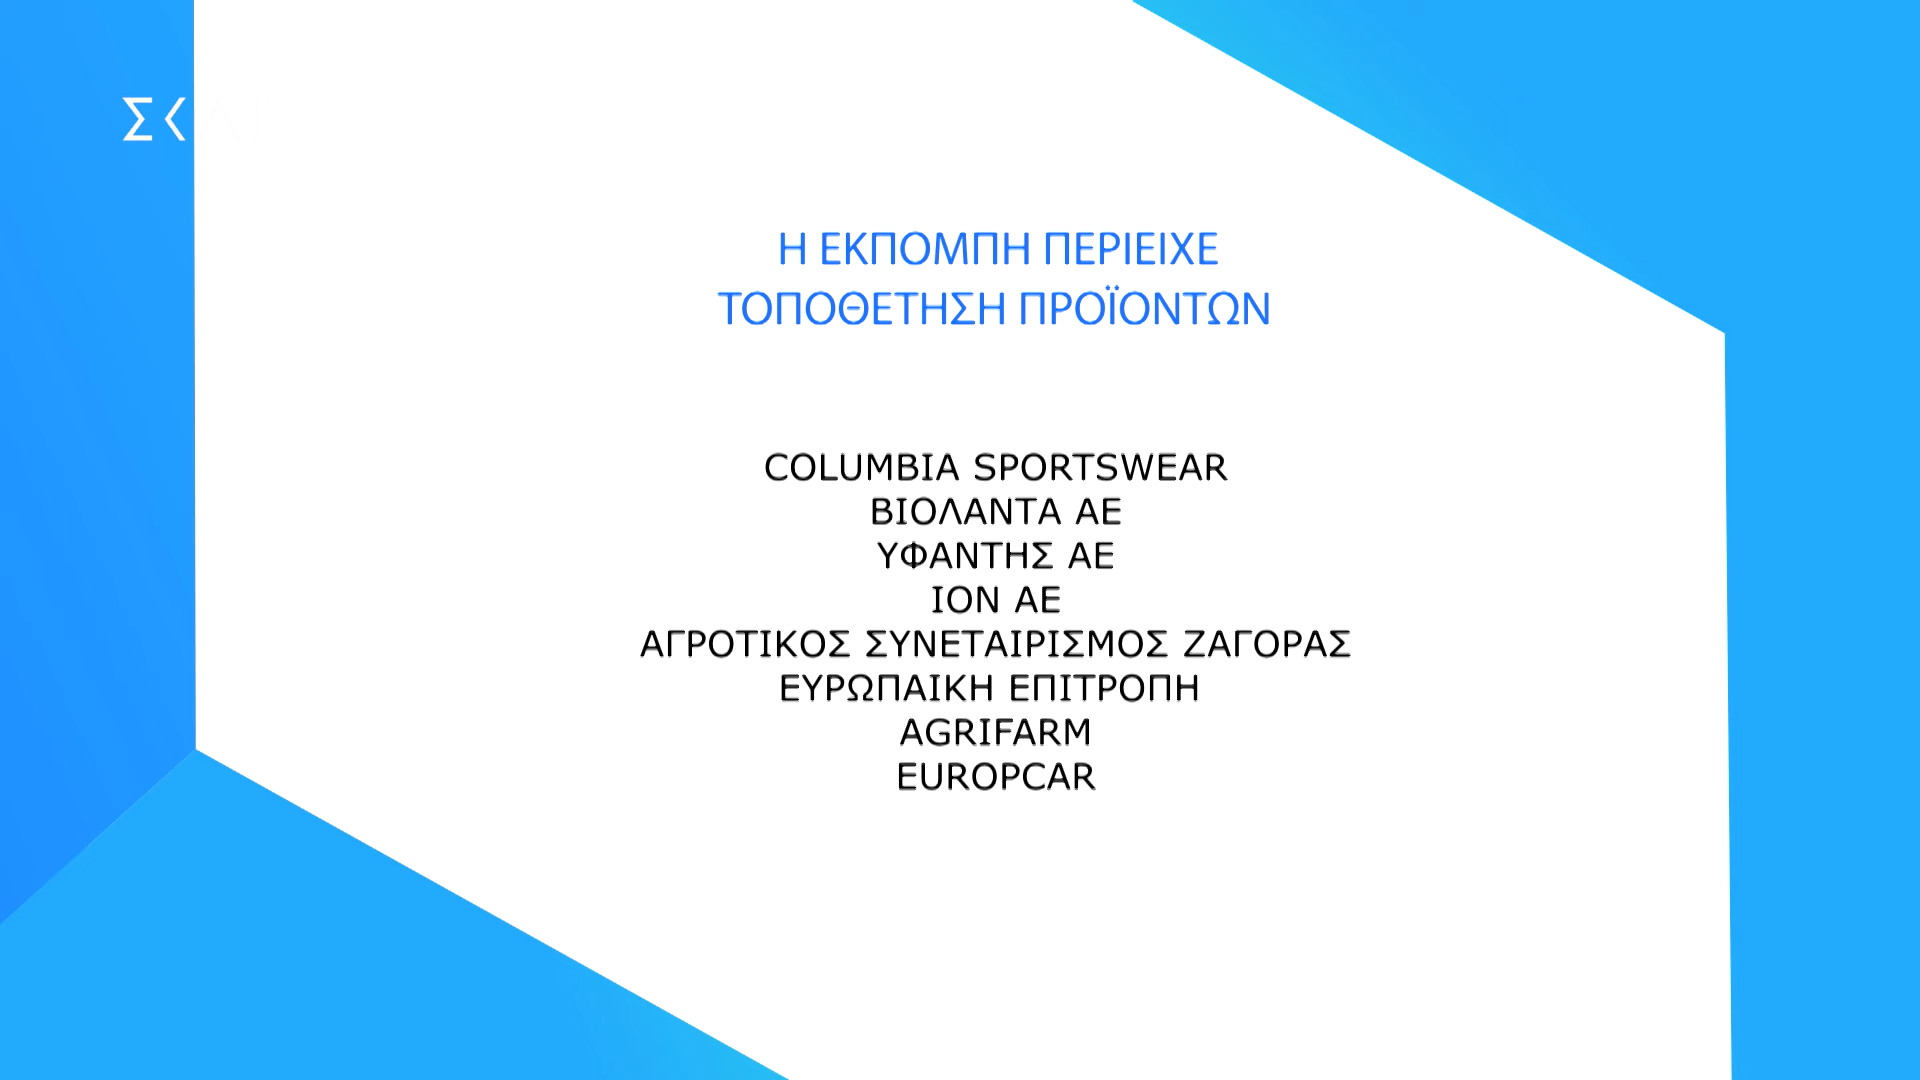 ΣΚ
Η ΕΚΠΟΜΠΗ ΠΕΡΙΕΙΧΕ
ΤΟΠΟΘΕΤΗΣΗ ΠΡΟΪΟΝΤΩΝ
COLUMBIA SPORTSWEAR
ΒΙΟΛΑΝΤΑ ΑΕ
ΥΦΑΝΤΗΣ ΑΕ
ΙΟΝ ΑΕ
ΑΓΡΟΤΙΚΟΣ ΣΥΝΕΤΑΙΡΙΣΜΟΣ ΖΑΓΟΡΑΣ
ΕΥΡΩΠΑΙΚΗ ΕΠΙΤΡΟΠΗ
AGRIFARM
EUROPCAR